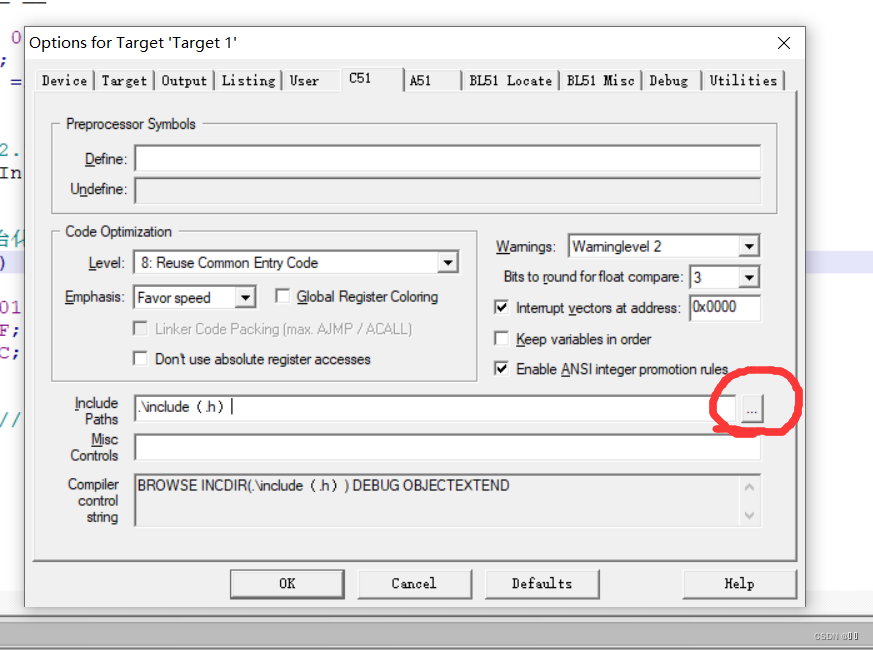 Options for Target 'Target 1'
Device Target Output Listing User C51 A51 BL51 Locate BL51 Misc Debug Utilities
Preprocessor Symbols
Define:
Undefine:
Code Optimization
Level: 8: Reuse Common Entry Code
Emphasis: Favor speed Global Register Coloring
Linker Code Packing (max. AJMP / ACALL)
Don't use absolute register accesses
Warnings: Warninglevel 2
Bits to round for float compare: 3
Interrupt vectors at address: 0x0000
Keep variables in order
Enable ANSI integer promotion rules
Include Paths .\include（.h） ...
Misc Controls
Compiler control string BROWSE INCDIR(.\include（.h）) DEBUG OBJECTEXTEND
OK Cancel Defaults Help
0
;
=
2.
In
)
01
F;
C;
//
CSDN @